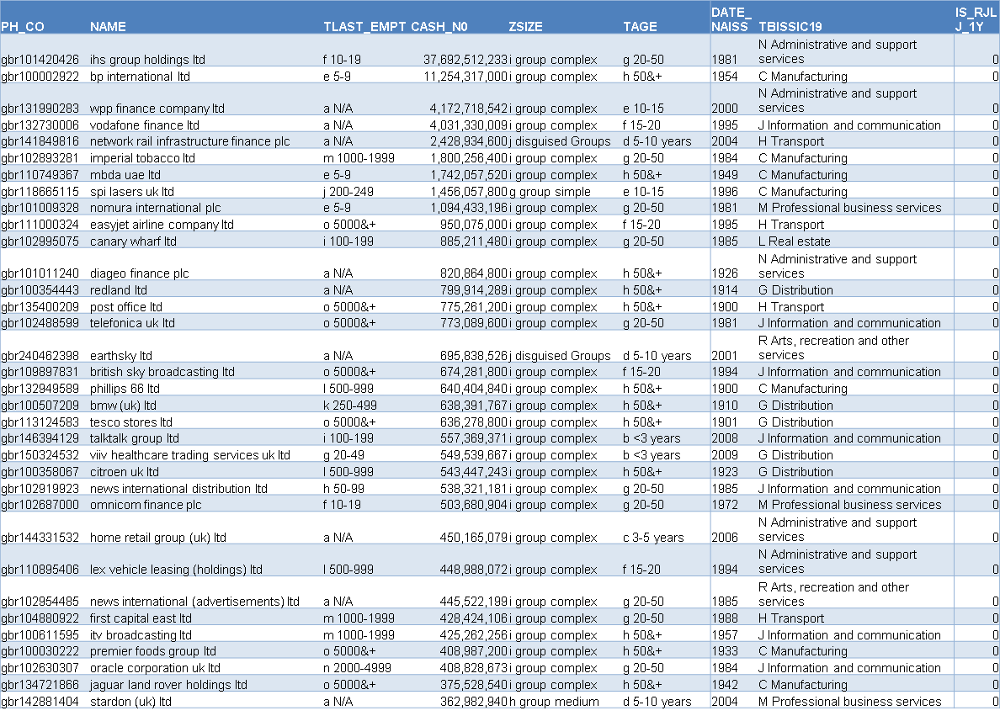 DATE_ IS_RJL
PH_CO NAME TLAST_EMPT CASH_N0 ZSIZE TAGE NAISS TBISSIC19 J_1Y
N Administrative and support
gbr101420426 ihs group holdings ltd f 10-19 37,692,512,233 i group complex g 20-50 1981 services 0
gbr100002922 bp international ltd e 5-9 11,254,317,000 i group complex h 50&+ 1954 C Manufacturing 0
N Administrative and support
gbr131990283 wpp finance company ltd a N/A 4,172,718,542 i group complex e 10-15 2000 services 0
gbr132730006 vodafone finance ltd a N/A 4,031,330,009 i group complex f 15-20 1995 J Information and communication 0
gbr141849816 network rail infrastructure finance plc a N/A 2,428,934,600 j disguised Groups d 5-10 years 2004 H Transport 0
gbr102893281 imperial tobacco ltd m 1000-1999 1,800,256,400 i group complex g 20-50 1984 C Manufacturing 0
gbr110749367 mbda uae ltd e 5-9 1,742,057,520 i group complex h 50&+ 1949 C Manufacturing 0
gbr118665115 spi lasers uk ltd j 200-249 1,456,057,800 g group simple e 10-15 1996 C Manufacturing 0
gbr101009328 nomura international plc e 5-9 1,094,433,196 i group complex g 20-50 1981 M Professional business services 0
gbr111000324 easyjet airline company ltd o 5000&+ 950,075,000 i group complex f 15-20 1995 H Transport 0
gbr102995075 canary wharf ltd i 100-199 885,211,480 i group complex g 20-50 1985 L Real estate 0
N Administrative and support
gbr101011240 diageo finance plc a N/A 820,864,800 i group complex h 50&+ 1926 services 0
gbr100354443 redland ltd a N/A 799,914,289 i group complex h 50&+ 1914 G Distribution 0
gbr135400209 post office ltd o 5000&+ 775,261,200 i group complex h 50&+ 1900 H Transport 0
gbr102488599 telefonica uk ltd o 5000&+ 773,089,600 i group complex g 20-50 1981 J Information and communication 0
R Arts, recreation and other
gbr240462398 earthsky ltd a N/A 695,838,526 j disguised Groups d 5-10 years 2001 services 0
gbr109897831 british sky broadcasting ltd o 5000&+ 674,281,800 i group complex f 15-20 1994 J Information and communication 0
gbr132949589 phillips 66 ltd l 500-999 640,404,840 i group complex h 50&+ 1900 C Manufacturing 0
gbr100507209 bmw (uk) ltd k 250-499 638,391,767 i group complex h 50&+ 1910 G Distribution 0
gbr113124583 tesco stores ltd o 5000&+ 636,278,800 i group complex h 50&+ 1901 G Distribution 0
gbr146394129 talktalk group ltd i 100-199 557,369,371 i group complex b <3 years 2008 J Information and communication 0
gbr150324532 viiv healthcare trading services uk ltd g 20-49 549,539,667 i group complex b <3 years 2009 G Distribution 0
gbr100358067 citroen uk ltd l 500-999 543,447,243 i group complex h 50&+ 1923 G Distribution 0
gbr102919923 news international distribution ltd h 50-99 538,321,181 i group complex g 20-50 1985 J Information and communication 0
gbr102687000 omnicom finance plc f 10-19 503,680,904 i group complex g 20-50 1972 M Professional business services 0
N Administrative and support
gbr144331532 home retail group (uk) ltd a N/A 450,165,079 i group complex c 3-5 years 2006 services 0
N Administrative and support
gbr110895406 lex vehicle leasing (holdings) ltd l 500-999 448,988,072 i group complex f 15-20 1994 services 0
R Arts, recreation and other
gbr102954485 news international (advertisements) ltd a N/A 445,522,199 i group complex g 20-50 1985 services 0
gbr104880922 first capital east ltd m 1000-1999 428,424,106 i group complex g 20-50 1988 H Transport 0
gbr100611595 itv broadcasting ltd m 1000-1999 425,262,256 i group complex h 50&+ 1957 J Information and communication 0
gbr100030222 premier foods group ltd o 5000&+ 408,987,200 i group complex h 50&+ 1933 C Manufacturing 0
gbr102630307 oracle corporation uk ltd n 2000-4999 408,828,673 i group complex g 20-50 1984 J Information and communication 0
gbr134721866 jaguar land rover holdings ltd o 5000&+ 375,528,540 i group complex h 50&+ 1942 C Manufacturing 0
gbr142881404 stardon (uk) ltd a N/A 362,982,940 h group medium d 5-10 years 2004 M Professional business services 0